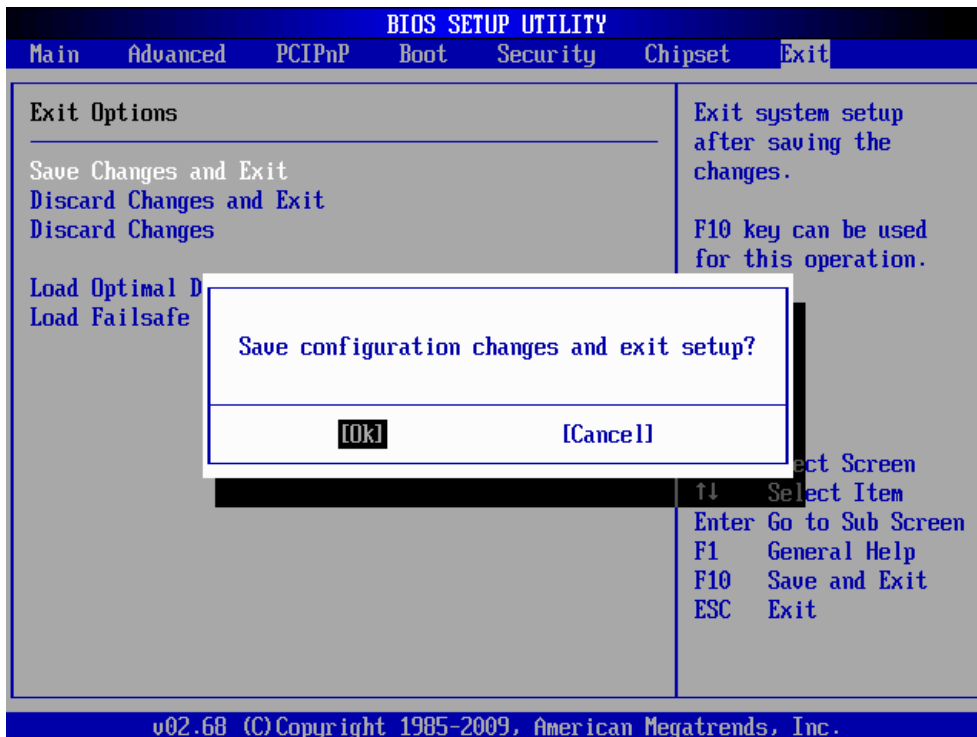 BIOS SETUP UTILITY
Main Advanced PCIPnP Boot Security Chipset Exit
Exit Options
Save Changes and Exit
Discard Changes and Exit
Discard Changes
Load Optimal D
Load Failsafe
Exit system setup
after saving the
changes.
F10 key can be used
for this operation.
Save configuration changes and exit setup?
[Ok] [Cancel]
ect Screen
↑↓ Select Item
Enter Go to Sub Screen
F1 General Help
F10 Save and Exit
ESC Exit
v02.68 (C)Copyright 1985-2009, American Megatrends, Inc.